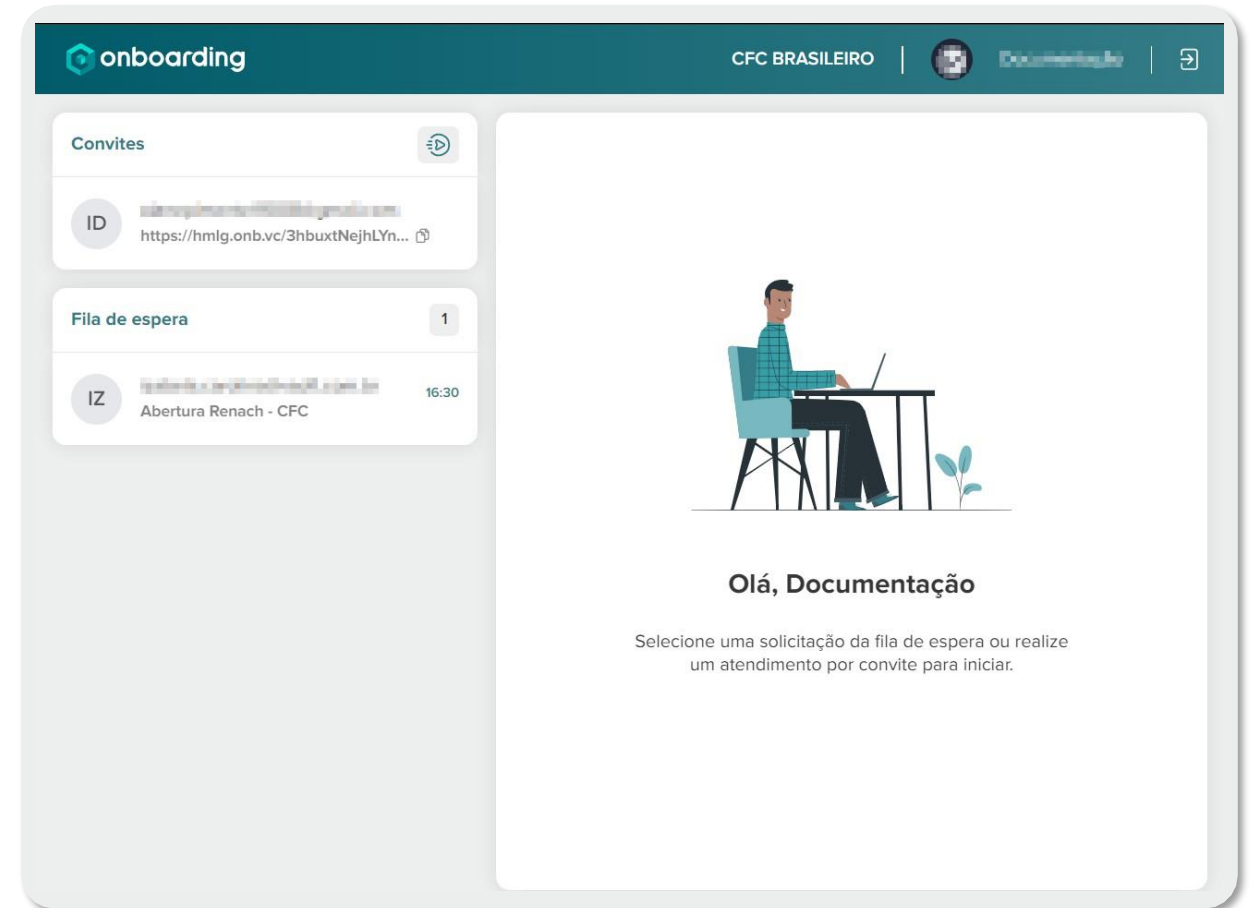 onboarding
CFC BRASILEIRO
Convites
ID
https://hmlg.onb.vc/3hbuxtNejhLYn...
Fila de espera
1
IZ
16:30
Abertura Renach - CFC
Olá, Documentação
Selecione uma solicitação da fila de espera ou realize
um atendimento por convite para iniciar.